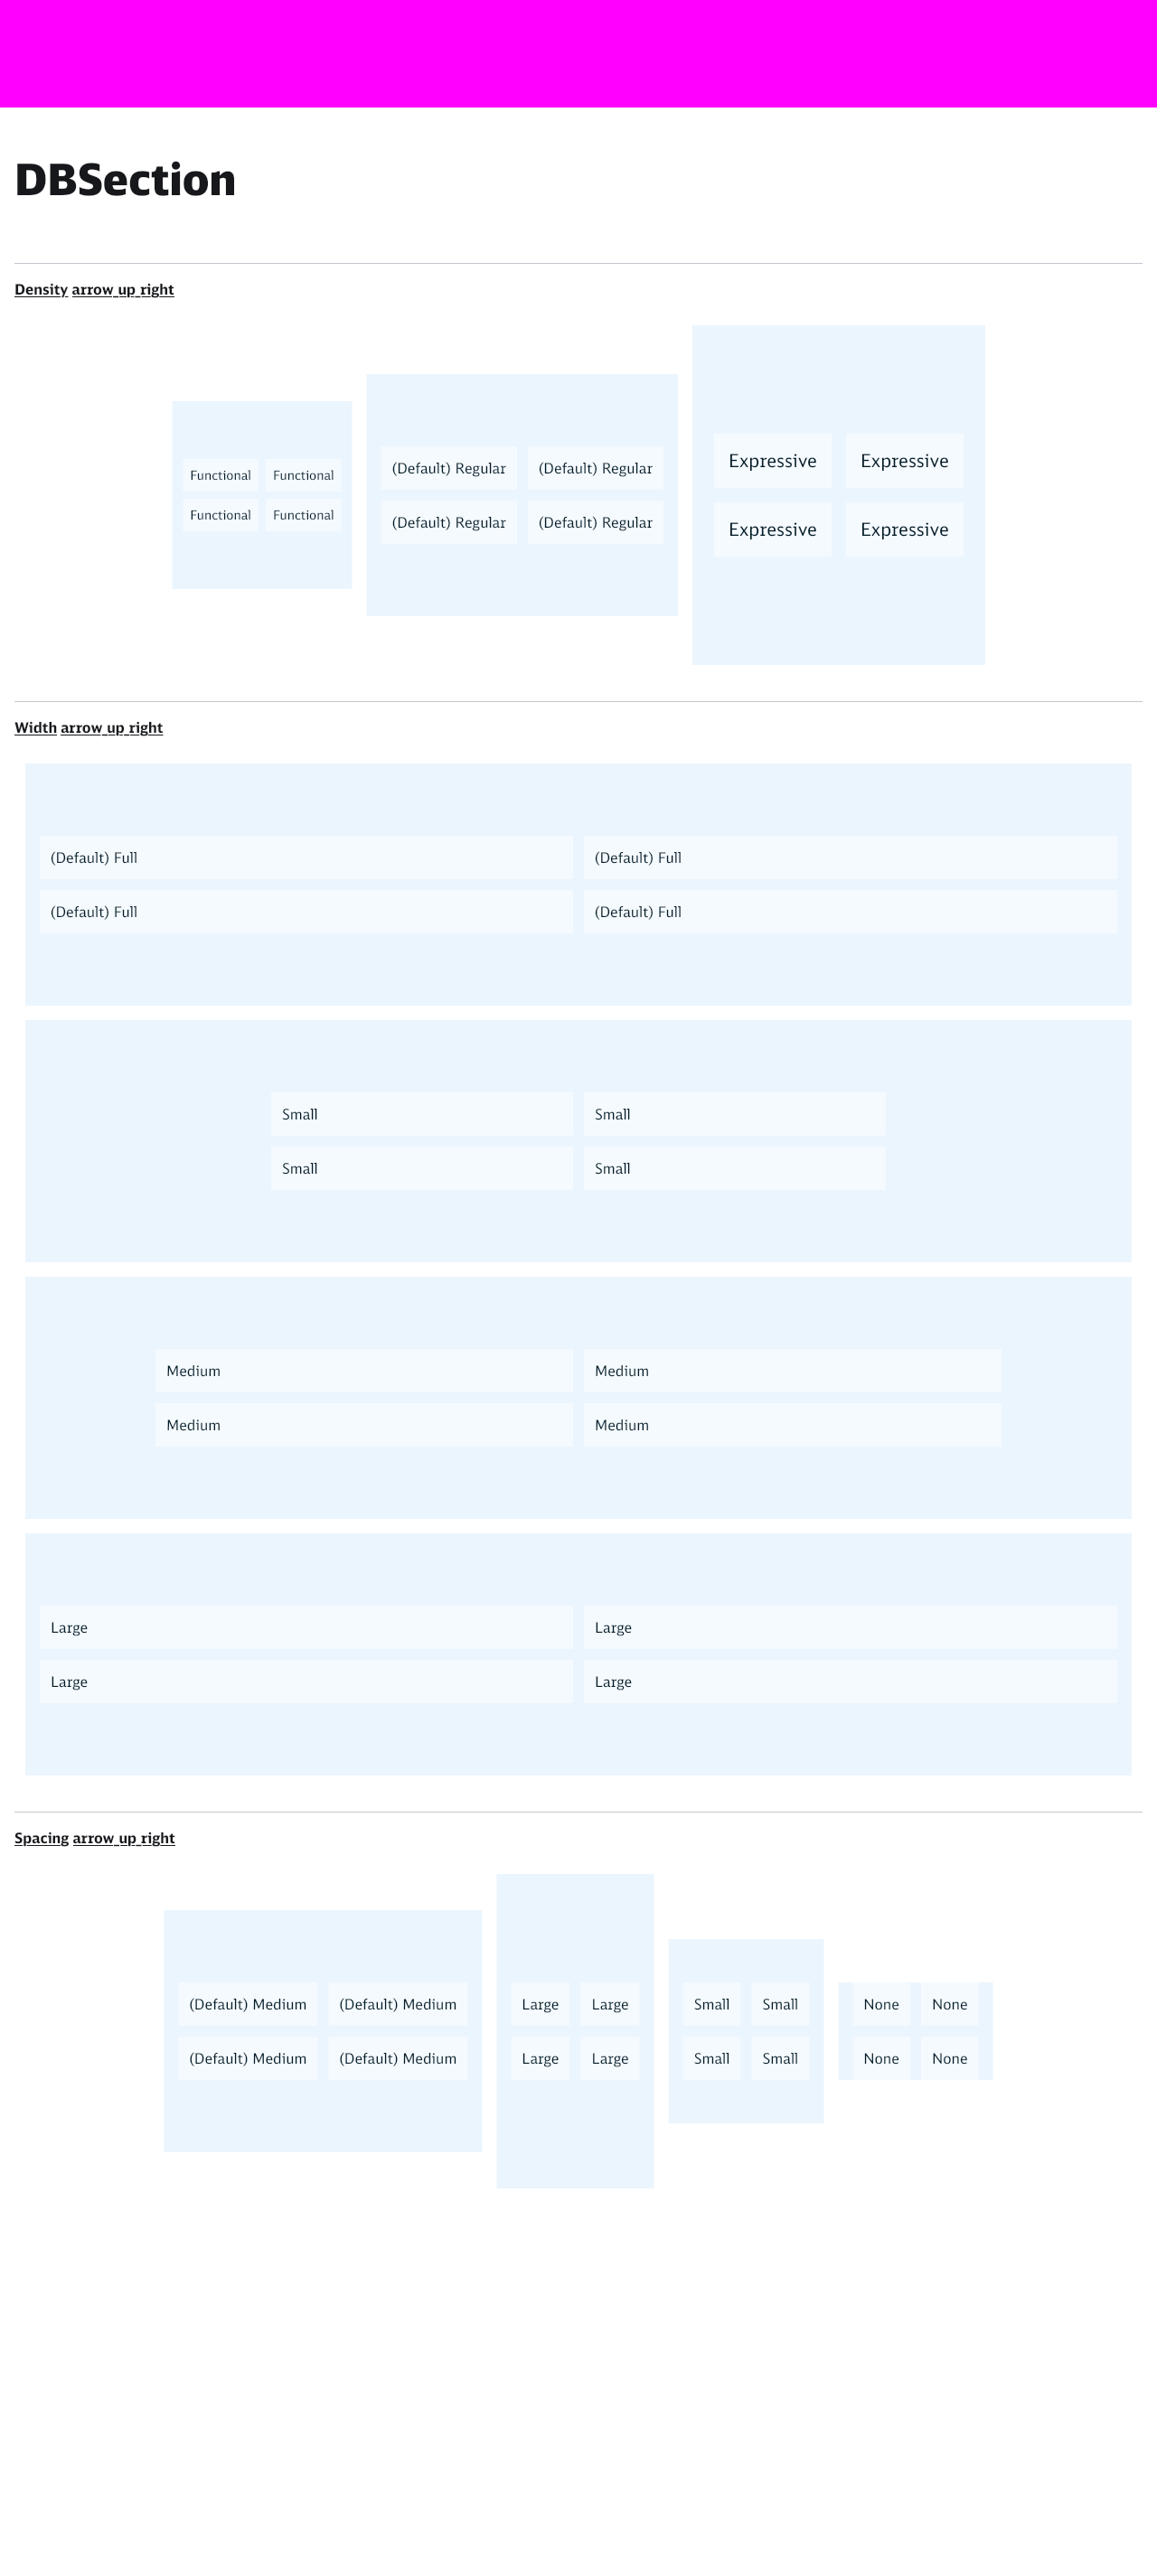 DBSection
Density arrow_up_right
Functional Functional
Functional Functional
(Default) Regular (Default) Regular
(Default) Regular (Default) Regular
Expressive Expressive
Expressive Expressive
Width arrow_up_right
(Default) Full (Default) Full
(Default) Full (Default) Full
Small Small
Small Small
Medium Medium
Medium Medium
Large Large
Large Large
Spacing arrow_up_right
(Default) Medium (Default) Medium
(Default) Medium (Default) Medium
Large Large
Large Large
Small Small
Small Small
None None
None None